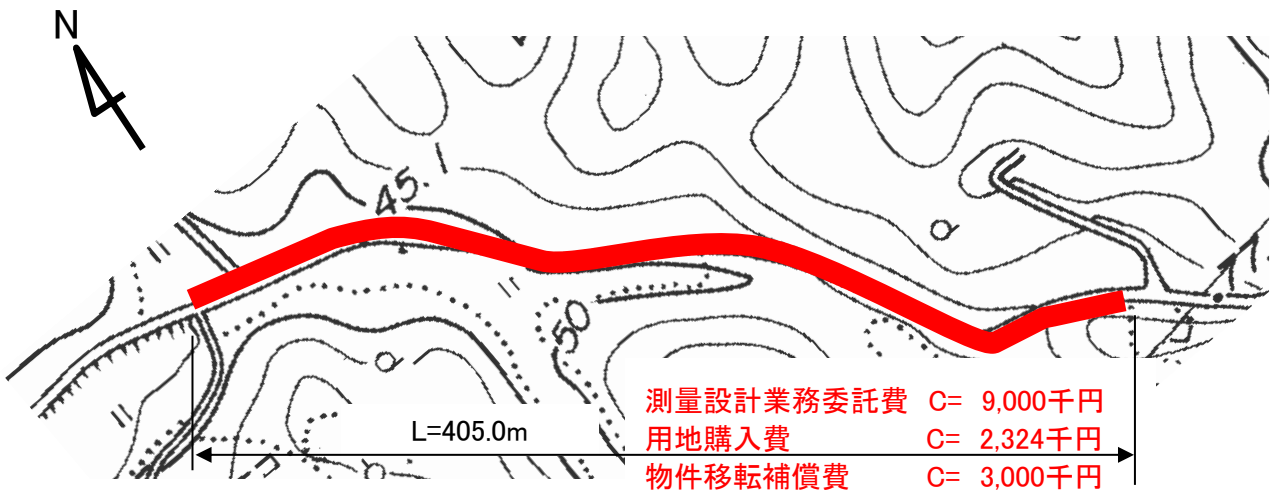 N
45.
50
L=405.0m
測量設計業務委託費 C= 9,000千円
用地購入費 C= 2,324千円
物件移転補償費 C= 3,000千円